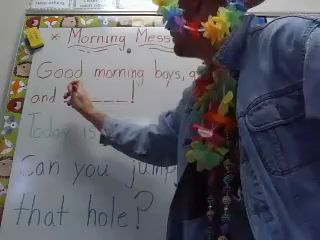 * Morning Mess
Good morning boys,
and _ _ _ _ !
Today is
Can you jump
that hole?